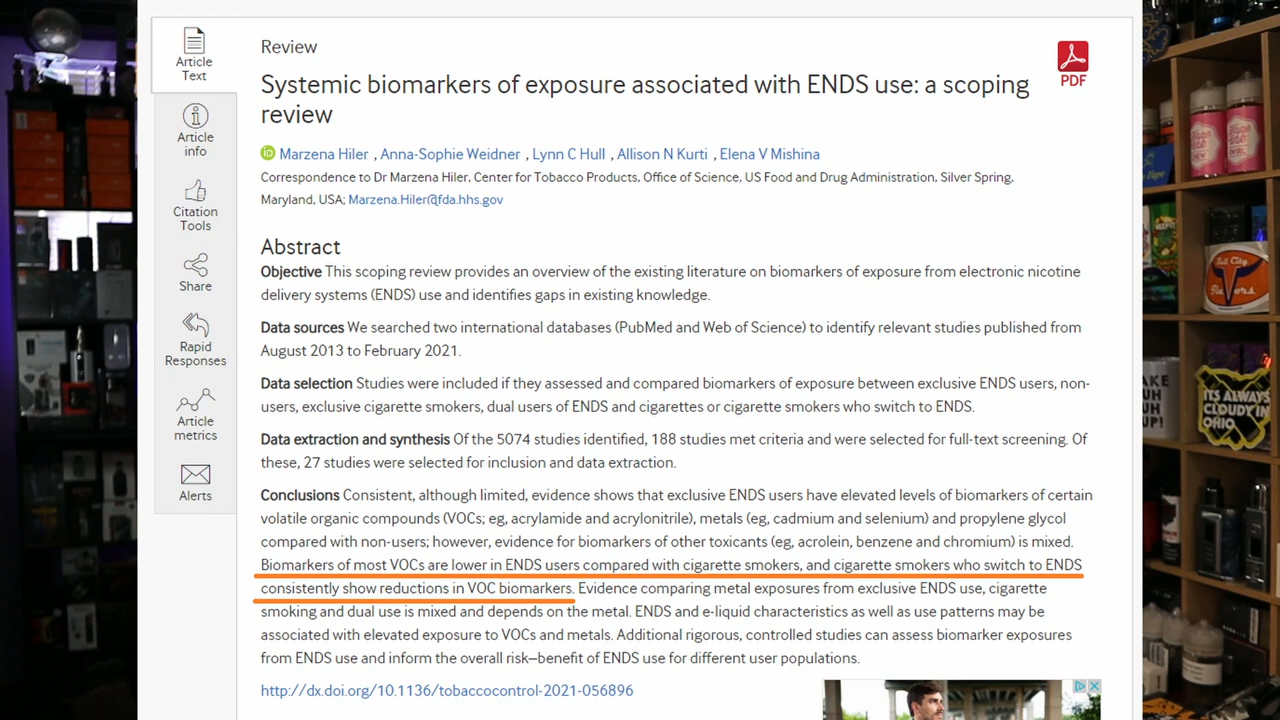 Article
Text
Article
info
Citation
Tools
Share
Rapid
Responses
Article
metrics
Alerts
Review
PDF
Systemic biomarkers of exposure associated with ENDS use: a scoping
review
iD Marzena Hiler , Anna-Sophie Weidner , Lynn C Hull , Allison N Kurti , Elena V Mishina
Correspondence to Dr Marzena Hiler, Center for Tobacco Products, Office of Science, US Food and Drug Administration, Silver Spring,
Maryland, USA; Marzena.Hiler@fda.hhs.gov
Abstract
Objective This scoping review provides an overview of the existing literature on biomarkers of exposure from electronic nicotine
delivery systems (ENDS) use and identifies gaps in existing knowledge.
Data sources We searched two international databases (PubMed and Web of Science) to identify relevant studies published from
August 2013 to February 2021.
Data selection Studies were included if they assessed and compared biomarkers of exposure between exclusive ENDS users, non-
users, exclusive cigarette smokers, dual users of ENDS and cigarettes or cigarette smokers who switch to ENDS.
Data extraction and synthesis Of the 5074 studies identified, 188 studies met criteria and were selected for full-text screening. Of
these, 27 studies were selected for inclusion and data extraction.
Conclusions Consistent, although limited, evidence shows that exclusive ENDS users have elevated levels of biomarkers of certain
volatile organic compounds (VOCs; eg, acrylamide and acrylonitrile), metals (eg, cadmium and selenium) and propylene glycol
compared with non-users; however, evidence for biomarkers of other toxicants (eg, acrolein, benzene and chromium) is mixed.
Biomarkers of most VOCs are lower in ENDS users compared with cigarette smokers, and cigarette smokers who switch to ENDS
consistently show reductions in VOC biomarkers. Evidence comparing metal exposures from exclusive ENDS use, cigarette
smoking and dual use is mixed and depends on the metal. ENDS and e-liquid characteristics as well as use patterns may be
associated with elevated exposure to VOCs and metals. Additional rigorous, controlled studies can assess biomarker exposures
from ENDS use and inform the overall risk–benefit of ENDS use for different user populations.
http://dx.doi.org/10.1136/tobaccocontrol-2021-056896
ITS ALWAYS
CLOUDY IN
OHIO